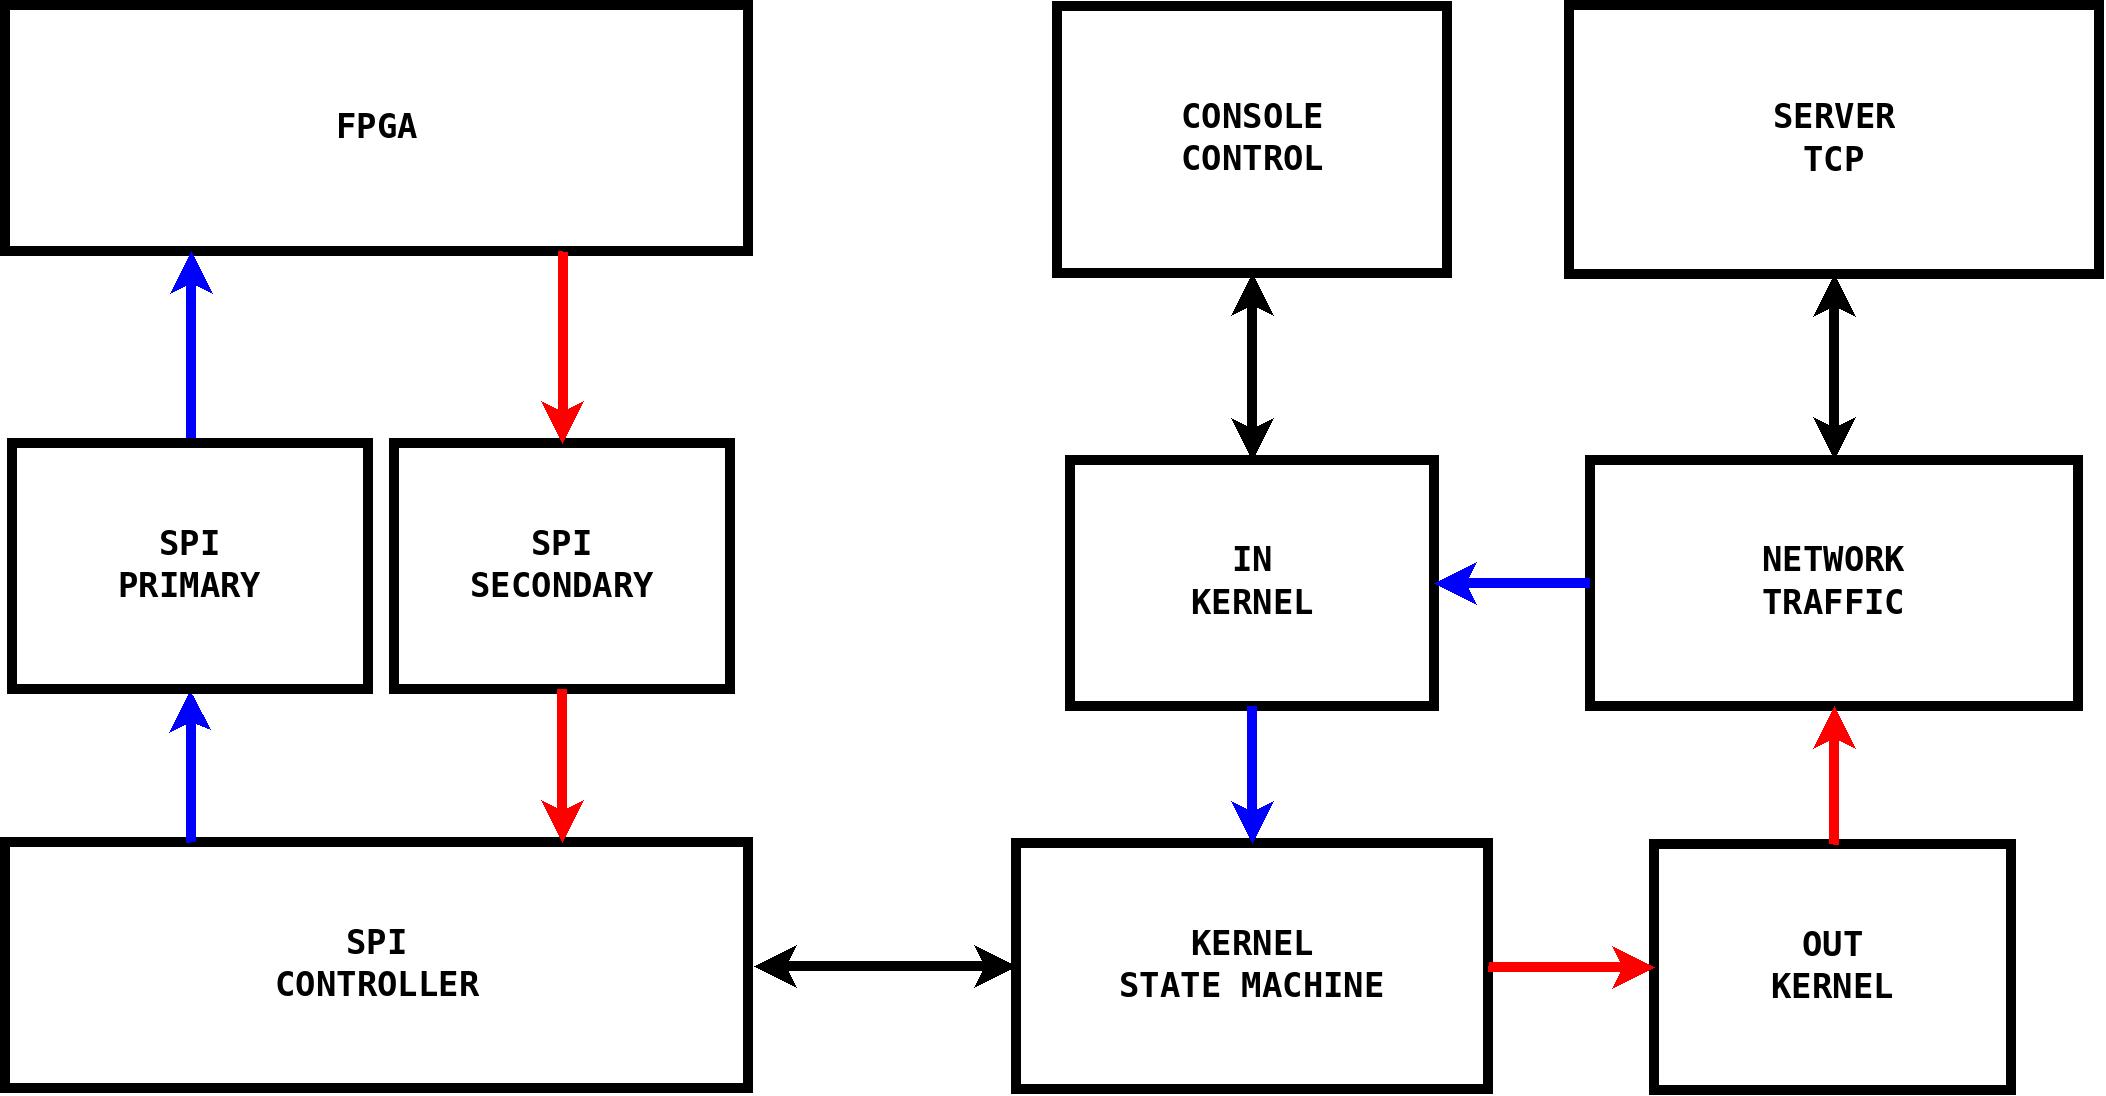 FPGA
CONSOLE
CONTROL
SERVER
TCP
SPI
PRIMARY
SPI
SECONDARY
IN
KERNEL
NETWORK
TRAFFIC
SPI
CONTROLLER
KERNEL
STATE MACHINE
OUT
KERNEL